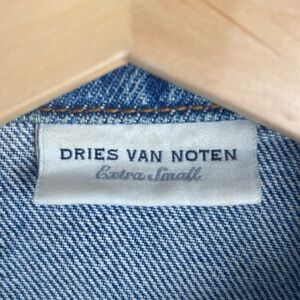 DRIES VAN NOTEN
Extra Small